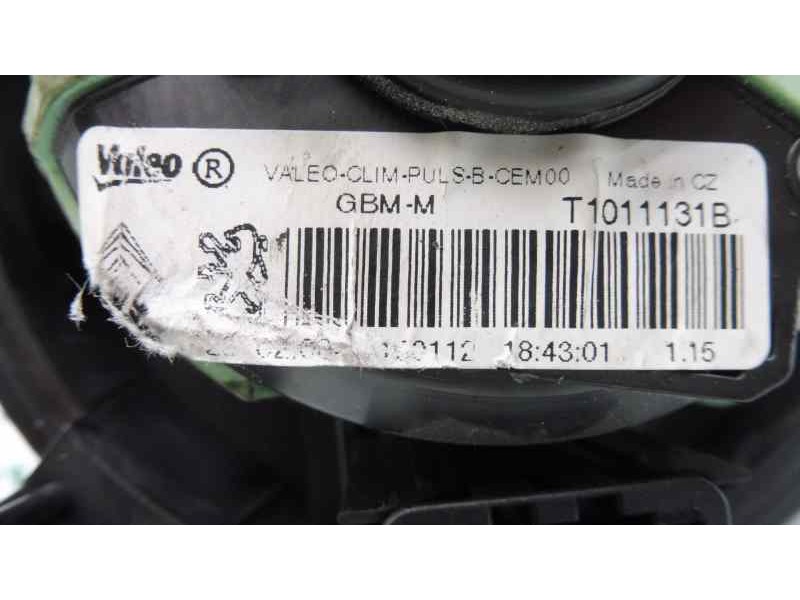 Valeo ® VALEO-CLIM-PULS-B-CEM00 Made in CZ
GBM-M T1011131B
18:43:01 1.15